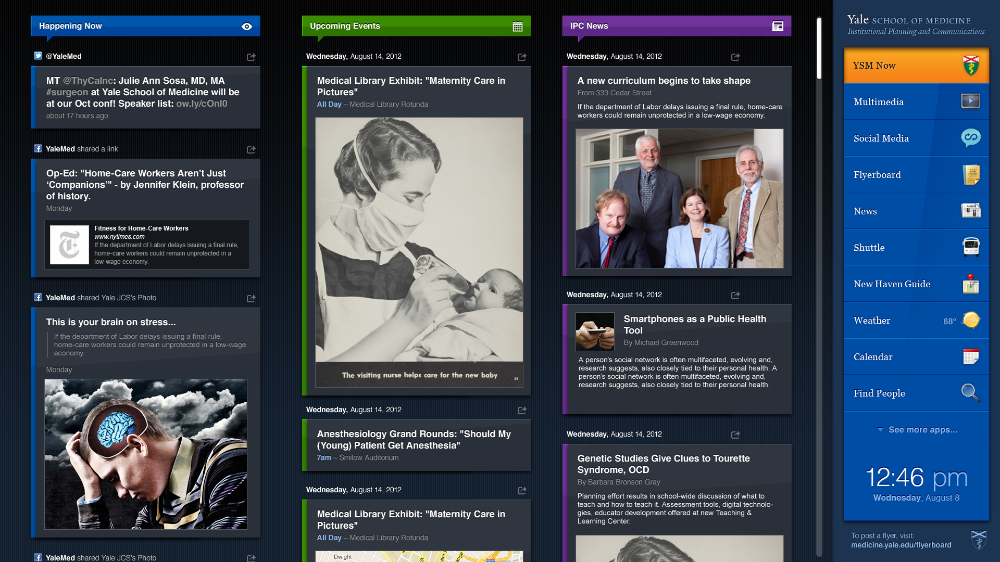 Happening Now
@YaleMed
MT @ThyCaInc: Julie Ann Sosa, MD, MA
#surgeon at Yale School of Medicine will be
at our Oct conf! Speaker list: ow.ly/cOnI0
about 17 hours ago
YaleMed shared a link
Op-Ed: "Home-Care Workers Aren’t Just
‘Companions’" - by Jennifer Klein, professor
of history.
Monday
Fitness for Home-Care Workers
www.nytimes.com
If the department of Labor delays issuing a final rule,
home-care workers could remain unprotected in a
low-wage economy.
YaleMed shared Yale JCS’s Photo
This is your brain on stress...
If the department of Labor delays issuing a final rule,
home-care workers could remain unprotected in a low-wage
economy.
Monday
YaleMed shared Yale JCS’s Photo
Upcoming Events
Wednesday, August 14, 2012
Medical Library Exhibit: "Maternity Care in
Pictures"
All Day – Medical Library Rotunda
The visiting nurse helps care for the new baby
24
Wednesday, August 14, 2012
Anesthesiology Grand Rounds: "Should My
(Young) Patient Get Anesthesia"
7am – Smilow Auditorium
Wednesday, August 14, 2012
Medical Library Exhibit: "Maternity Care in
Pictures"
All Day – Medical Library Rotunda
Dwight
St
IPC News
Wednesday, August 14, 2012
A new curriculum begins to take shape
From 333 Cedar Street
If the department of Labor delays issuing a final rule, home-care
workers could remain unprotected in a low-wage economy.
Wednesday, August 14, 2012
Smartphones as a Public Health
Tool
By Michael Greenwood
A person’s social network is often multifaceted, evolving and,
research suggests, also closely tied to their personal health. A
person’s social network is often multifaceted, evolving and,
research suggests, also closely tied to their personal health.
Wednesday, August 14, 2012
Genetic Studies Give Clues to Tourette
Syndrome, OCD
By Barbara Bronson Gray
Planning effort results in school-wide discussion of what to
teach and how to teach it. Assessment tools, digital technolo-
gies, educator development offered at new Teaching &
Learning Center.
Yale SCHOOL OF MEDICINE
Institutional Planning and Communications
YSM Now
Multimedia
Social Media
Flyerboard
News
Shuttle
New Haven Guide
Weather 68°
Calendar
Find People
See more apps...
12:46 pm
Wednesday, August 8
To post a flyer, visit:
medicine.yale.edu/flyerboard